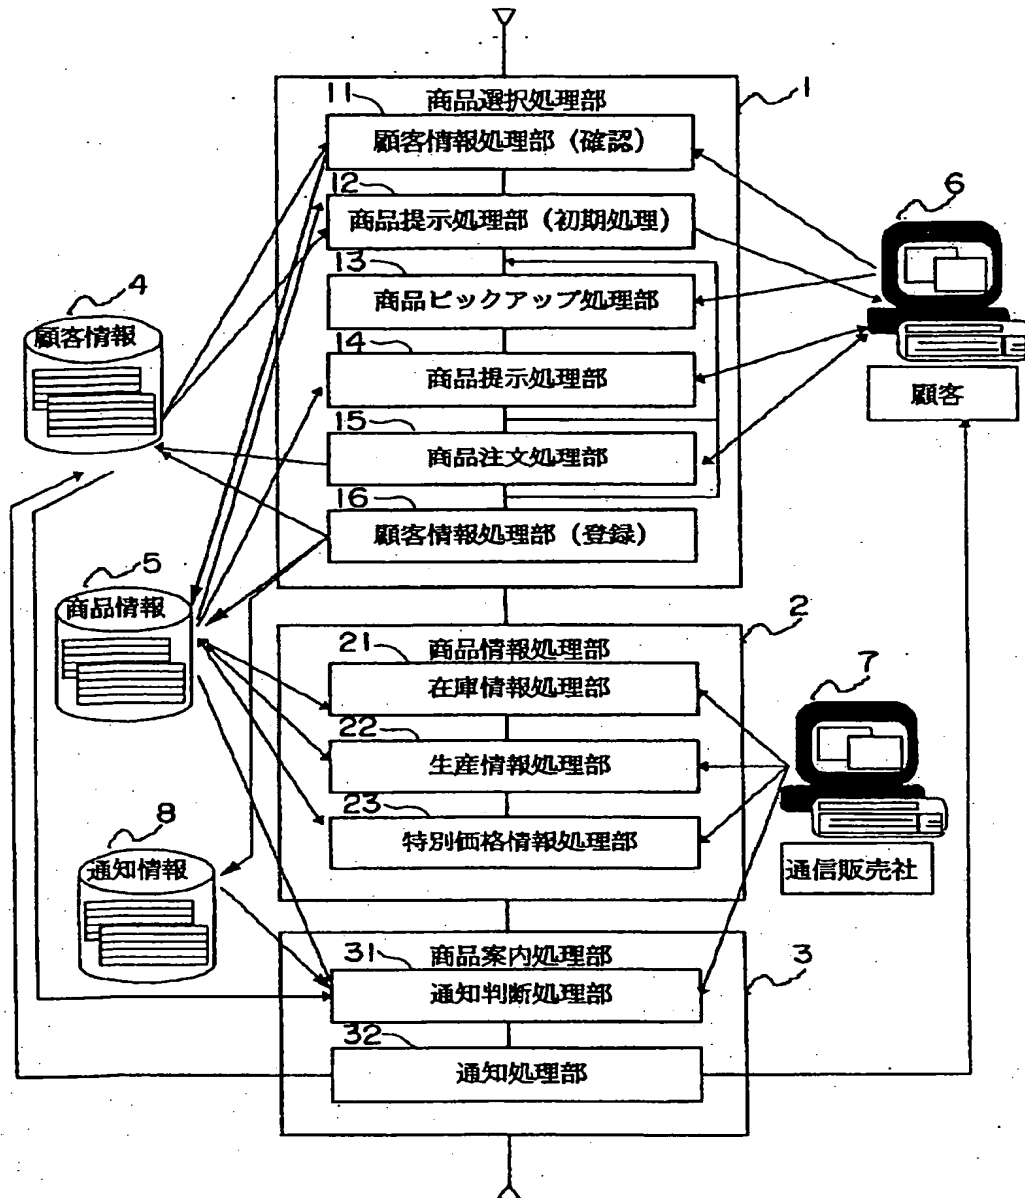 1
商品選択処理部
11
顧客情報処理部（確認）
12
商品提示処理部（初期処理）
13
商品ピックアップ処理部
14
商品提示処理部
15
商品注文処理部
16
顧客情報処理部（登録）
6
顧客
4
顧客情報
5
商品情報
2
商品情報処理部
21
在庫情報処理部
22
生産情報処理部
23
特別価格情報処理部
7
通信販売社
8
通知情報
3
商品案内処理部
31
通知判断処理部
32
通知処理部